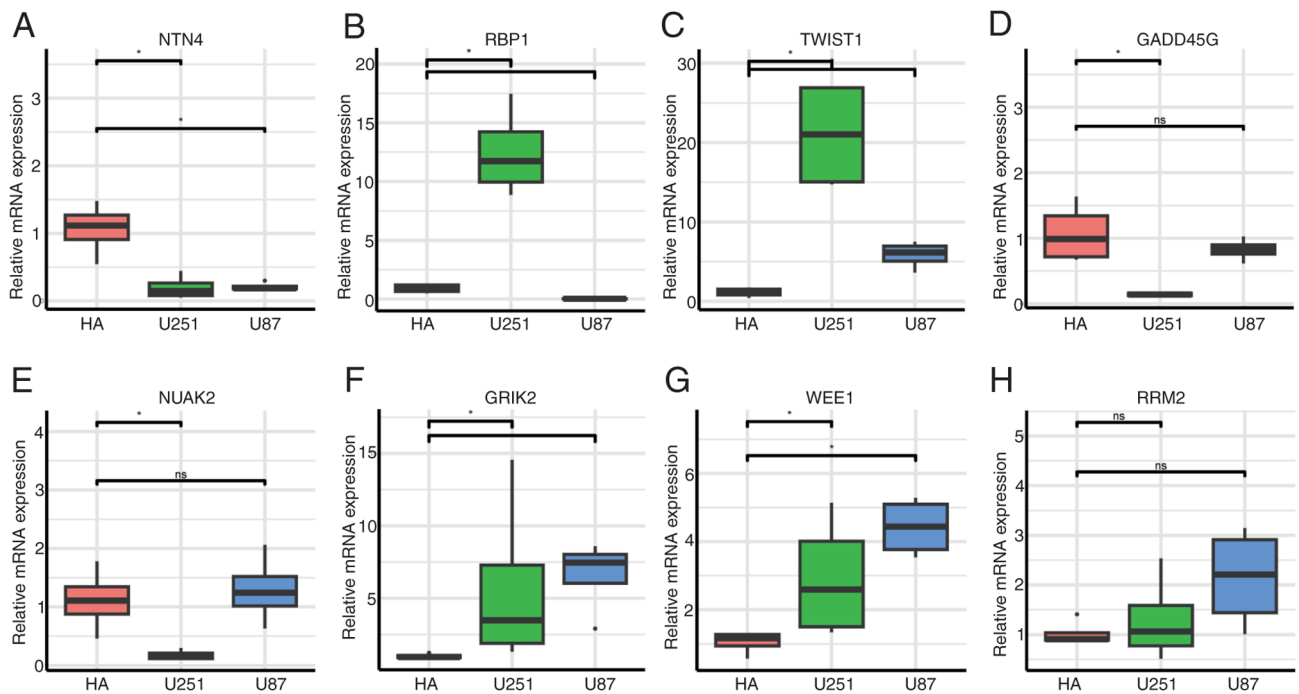 A
NTN4
*
*
Relative mRNA expression
3
2
1
0
HA
U251
U87
B
RBP1
*
Relative mRNA expression
20
15
10
5
0
HA
U251
U87
C
TWIST1
*
Relative mRNA expression
30
20
10
0
HA
U251
U87
D
GADD45G
*
ns
Relative mRNA expression
3
2
1
0
HA
U251
U87
E
NUAK2
*
ns
Relative mRNA expression
4
3
2
1
0
HA
U251
U87
F
GRIK2
*
Relative mRNA expression
15
10
5
HA
U251
U87
G
WEE1
*
*
Relative mRNA expression
6
4
2
HA
U251
U87
H
RRM2
ns
ns
Relative mRNA expression
5
4
3
2
1
HA
U251
U87